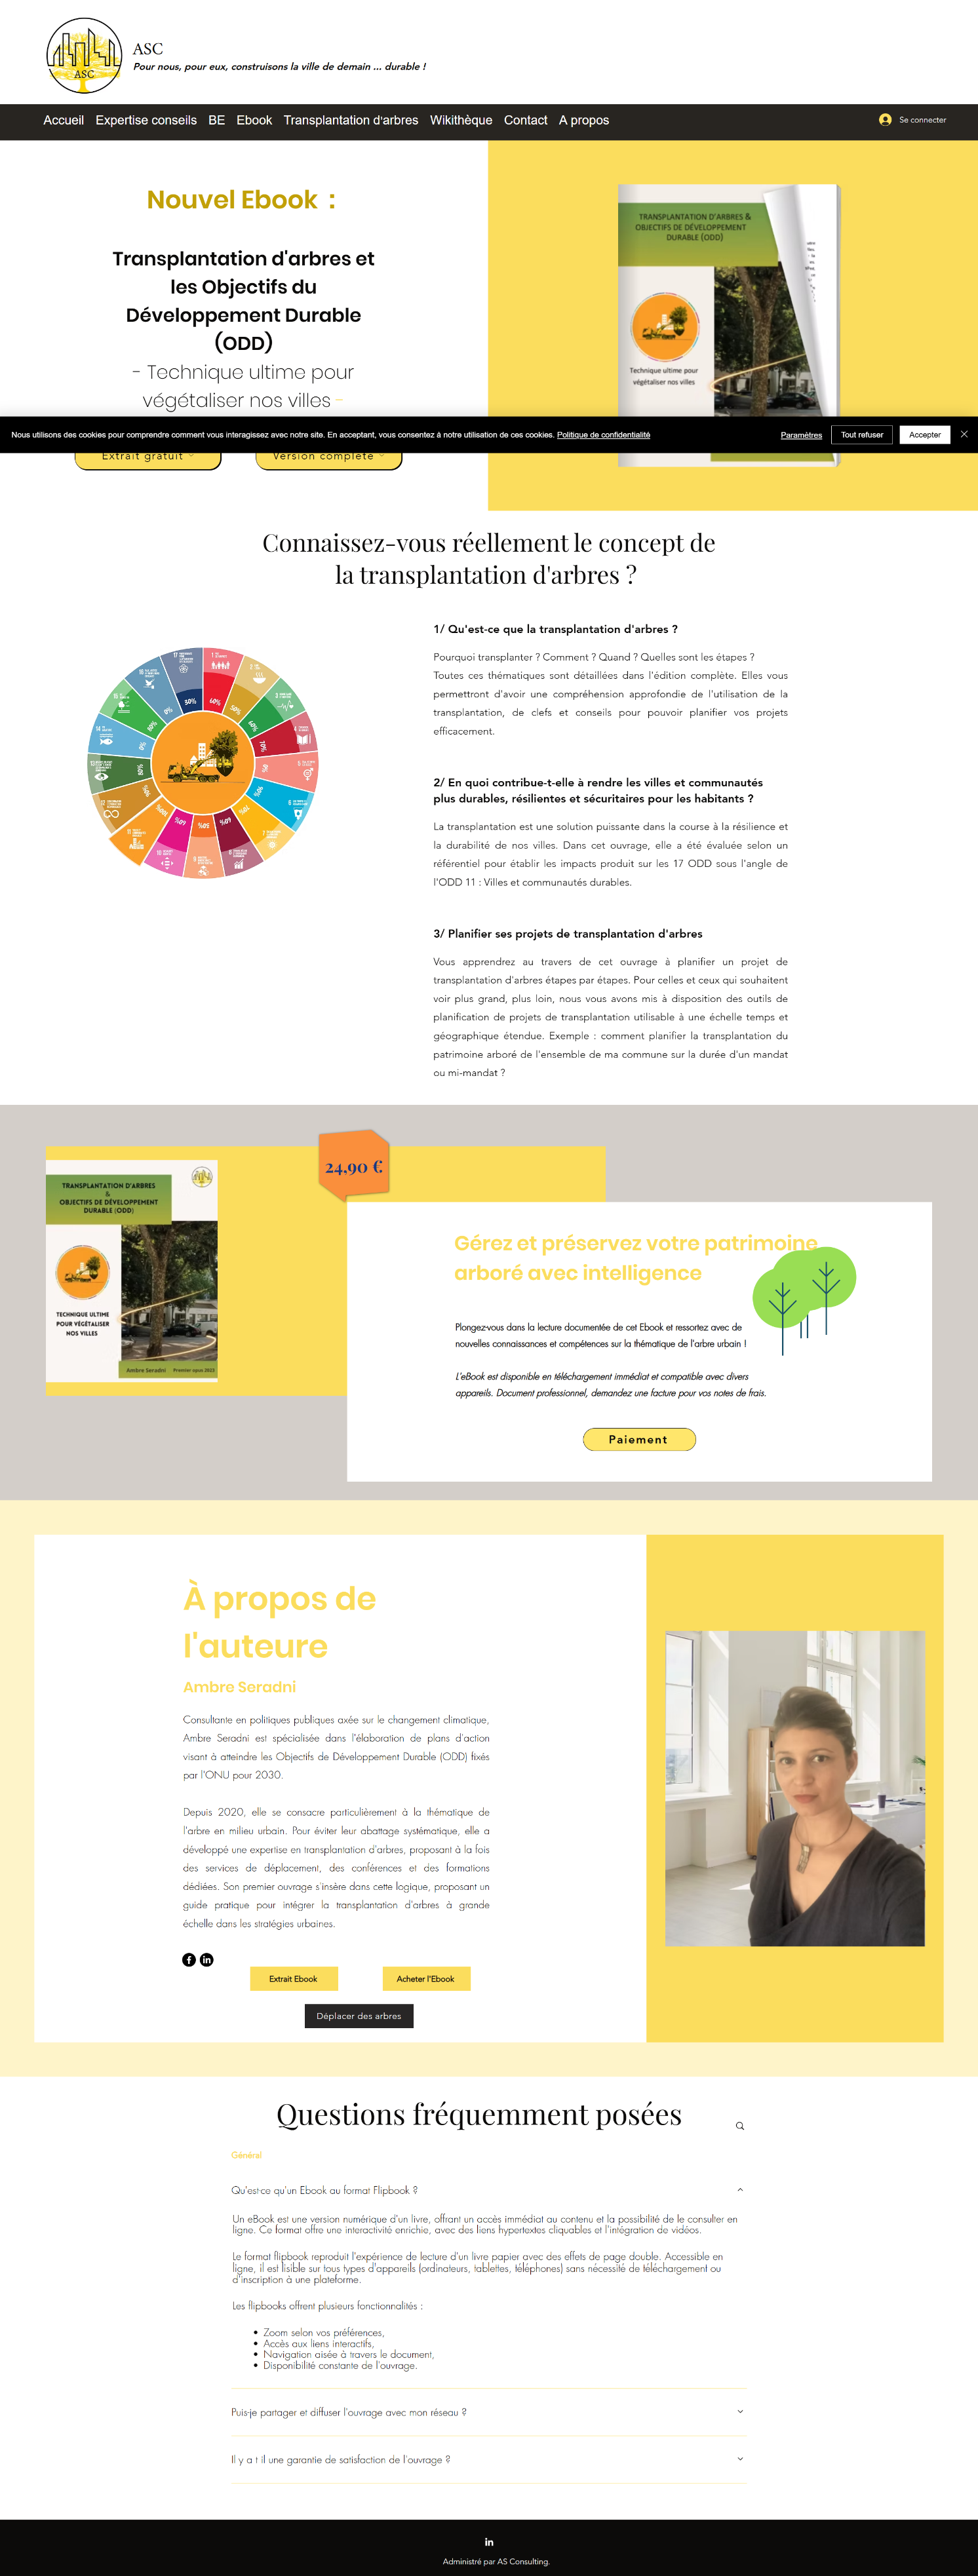 ASC
ASC
Pour nous, pour eux, construisons la ville de demain ... durable !
Accueil Expertise conseils BE Ebook Transplantation d'arbres Wikithèque Contact A propos
Se connecter
Nouvel Ebook :
Transplantation d'arbres et
les Objectifs du
Développement Durable
(ODD)
- Technique ultime pour
végétaliser nos villes -
TRANSPLANTATION D'ARBRES &
OBJECTIFS DE DÉVELOPPEMENT
DURABLE (ODD)
Technique ultime pour
végétaliser nos villes
Nous utilisons des cookies pour comprendre comment vous interagissez avec notre site. En acceptant, vous consentez à notre utilisation de ces cookies. Politique de confidentialité
Paramètres
Tout refuser
Accepter
Extrait gratuit
Version complète
Connaissez-vous réellement le concept de
la transplantation d'arbres ?
1/ Qu'est-ce que la transplantation d'arbres ?
Pourquoi transplanter ? Comment ? Quand ? Quelles sont les étapes ?
Toutes ces thématiques sont détaillées dans l'édition complète. Elles vous
permettront d'avoir une compréhension approfondie de l'utilisation de la
transplantation, de clefs et conseils pour pouvoir planifier vos projets
efficacement.
2/ En quoi contribue-t-elle à rendre les villes et communautés
plus durables, résilientes et sécuritaires pour les habitants ?
La transplantation est une solution puissante dans la course à la résilience et
la durabilité de nos villes. Dans cet ouvrage, elle a été évaluée selon un
référentiel pour établir les impacts produit sur les 17 ODD sous l'angle de
l'ODD 11 : Villes et communautés durables.
3/ Planifier ses projets de transplantation d'arbres
Vous apprendrez au travers de cet ouvrage à planifier un projet de
transplantation d'arbres étapes par étapes. Pour celles et ceux qui souhaitent
voir plus grand, plus loin, nous vous avons mis à disposition des outils de
planification de projets de transplantation utilisable à une échelle temps et
géographique étendue. Exemple : comment planifier la transplantation du
patrimoine arboré de l'ensemble de ma commune sur la durée d'un mandat
ou mi-mandat ?
24,90 €
TRANSPLANTATION D'ARBRES
&
OBJECTIFS DE DÉVELOPPEMENT
DURABLE (ODD)
TECHNIQUE ULTIME
POUR VÉGÉTALISER
NOS VILLES
Ambre Seradni Premier opus 2023
Gérez et préservez votre patrimoine
arboré avec intelligence
Plongez-vous dans la lecture documentée de cet Ebook et ressortez avec de
nouvelles connaissances et compétences sur la thématique de l'arbre urbain !
L'eBook est disponible en téléchargement immédiat et compatible avec divers
appareils. Document professionnel, demandez une facture pour vos notes de frais.
Paiement
À propos de
l'auteure
Ambre Seradni
Consultante en politiques publiques axée sur le changement climatique,
Ambre Seradni est spécialisée dans l'élaboration de plans d'action
visant à atteindre les Objectifs de Développement Durable (ODD) fixés
par l'ONU pour 2030.
Depuis 2020, elle se consacre particulièrement à la thématique de
l'arbre en milieu urbain. Pour éviter leur abattage systématique, elle a
développé une expertise en transplantation d'arbres, proposant à la fois
des services de déplacement, des conférences et des formations
dédiées. Son premier ouvrage s'insère dans cette logique, proposant un
guide pratique pour intégrer la transplantation d'arbres à grande
échelle dans les stratégies urbaines.
Extrait Ebook
Acheter l'Ebook
Déplacer des arbres
Questions fréquemment posées
Général
Qu'est-ce qu'un Ebook au format Flipbook ?
Un eBook est une version numérique d'un livre, offrant un accès immédiat au contenu et la possibilité de le consulter en
ligne. Ce format offre une interactivité enrichie, avec des liens hypertextes cliquables et l'intégration de vidéos.
Le format flipbook reproduit l'expérience de lecture d'un livre papier avec des effets de page double. Accessible en
ligne, il est lisible sur tous types d'appareils (ordinateurs, tablettes, téléphones) sans nécessité de téléchargement ou
d'inscription à une plateforme.
Les flipbooks offrent plusieurs fonctionnalités :
• Zoom selon vos préférences,
• Accès aux liens interactifs,
• Navigation aisée à travers le document,
• Disponibilité constante de l'ouvrage.
Puis-je partager et diffuser l'ouvrage avec mon réseau ?
Il y a t il une garantie de satisfaction de l'ouvrage ?
Administré par AS Consulting.